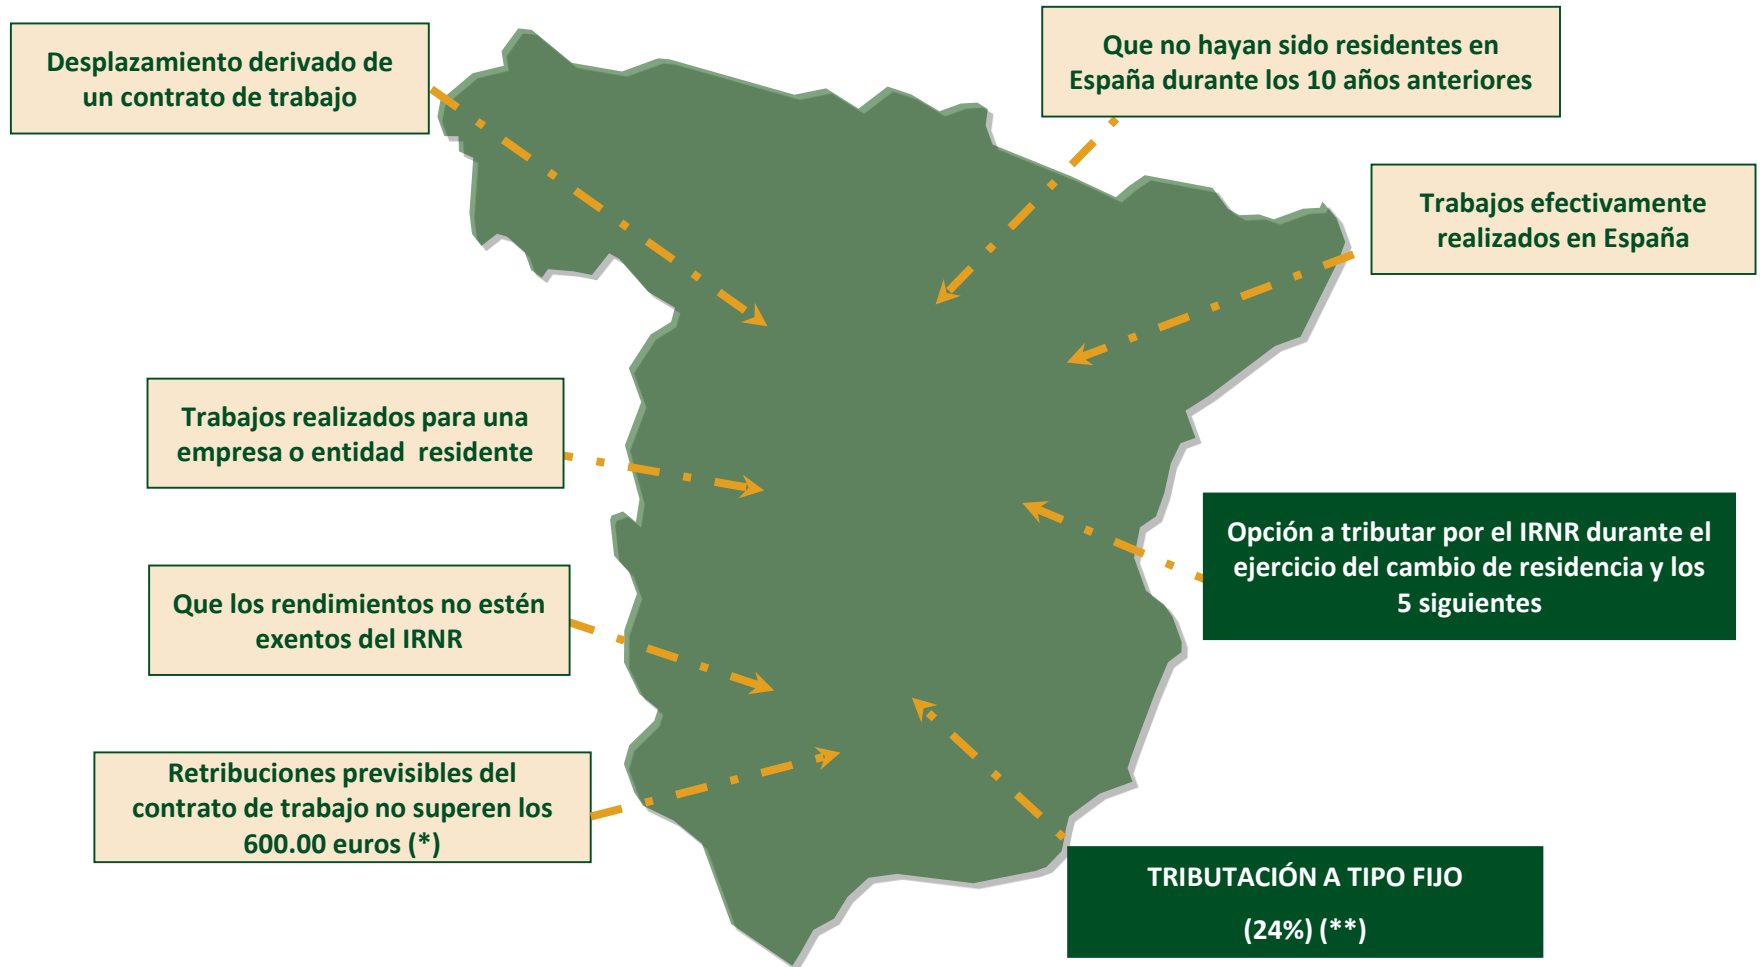 Desplazamiento derivado de
un contrato de trabajo
Que no hayan sido residentes en
España durante los 10 años anteriores
Trabajos efectivamente
realizados en España
Trabajos realizados para una
empresa o entidad residente
Opción a tributar por el IRNR durante el
ejercicio del cambio de residencia y los
5 siguientes
Que los rendimientos no estén
exentos del IRNR
Retribuciones previsibles del
contrato de trabajo no superen los
600.00 euros (*)
TRIBUTACIÓN A TIPO FIJO
(24%) (**)